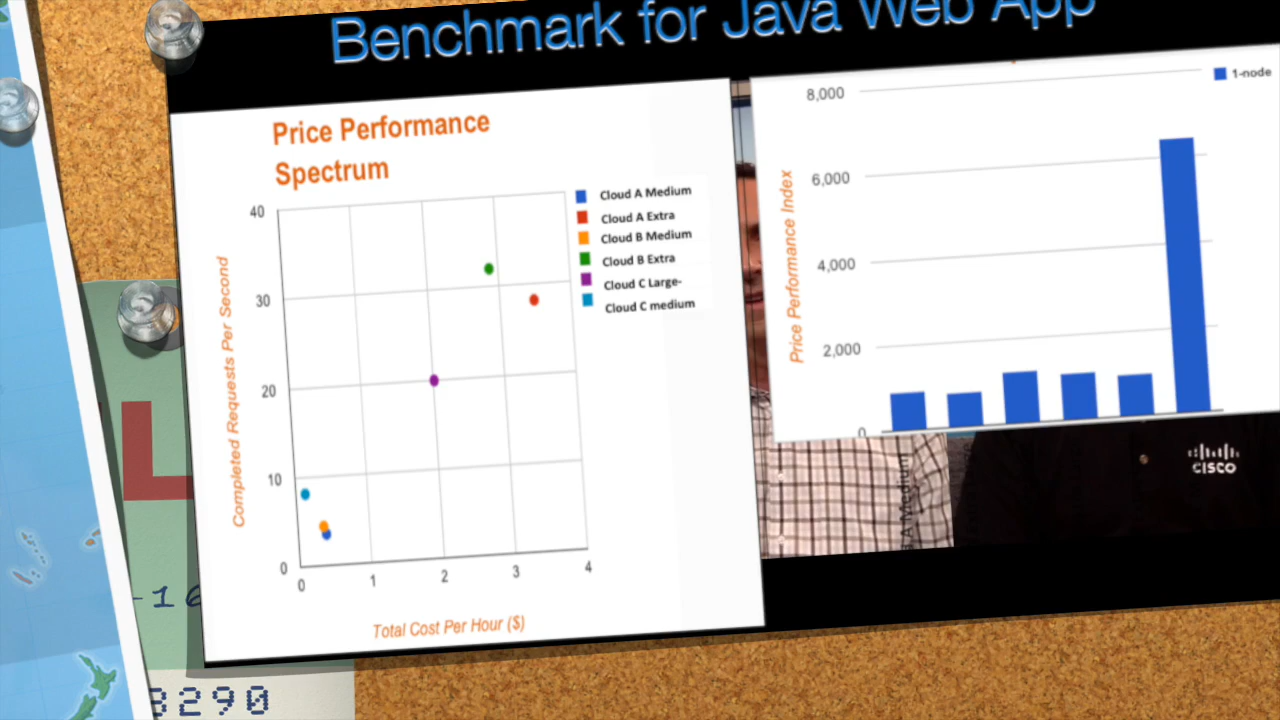 Benchmark for Java Web App
Price Performance
Spectrum
Completed Requests Per Second
40
30
20
10
0
0
1
2
3
4
Total Cost Per Hour ($)
Cloud A Medium
Cloud A Extra
Cloud B Medium
Cloud B Extra
Cloud C Large-
Cloud C medium
1-node
Price Performance Index
8,000
6,000
4,000
2,000
0
A Medium
CISCO
L
-16
8290